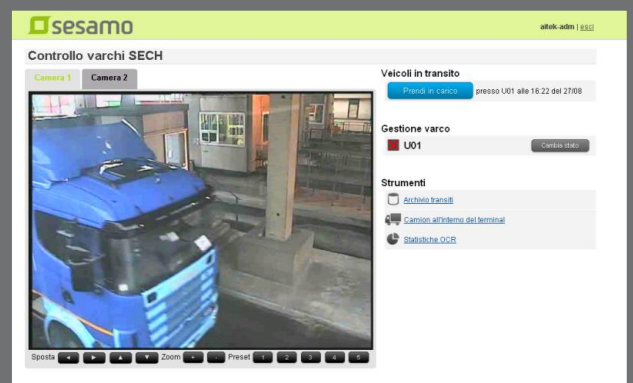 sesamo
aitek-adm | esci
Controllo varchi SECH
Camera 1 Camera 2
Veicoli in transito
Prendi in carico presso U01 alle 16:22 del 27/08
Gestione varco
U01 Cambia stato
Strumenti
Archivio transiti
Camion all'interno del terminal
Statistiche OCR
Sposta Zoom + - Preset 1 2 3 4 5